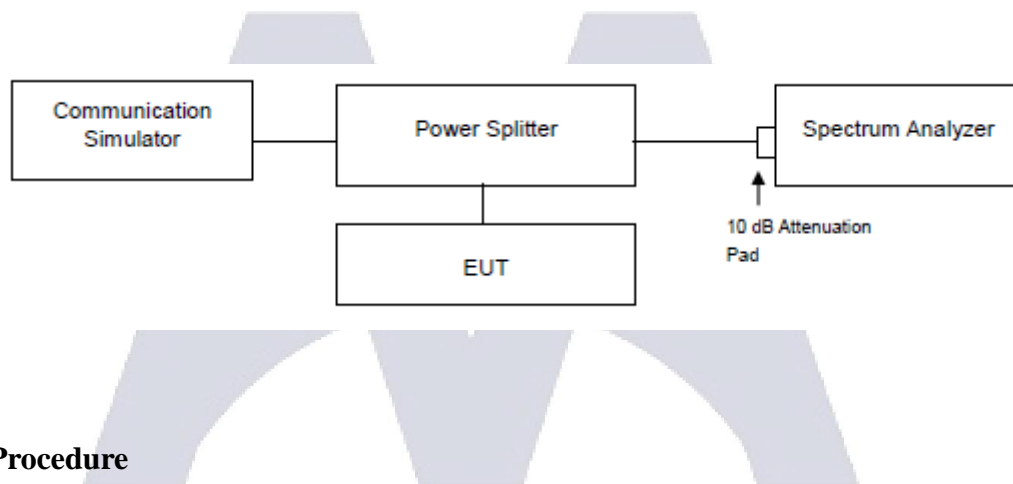 Communication
Simulator
Power Splitter
Spectrum Analyzer
10 dB Attenuation
Pad
EUT
Procedure